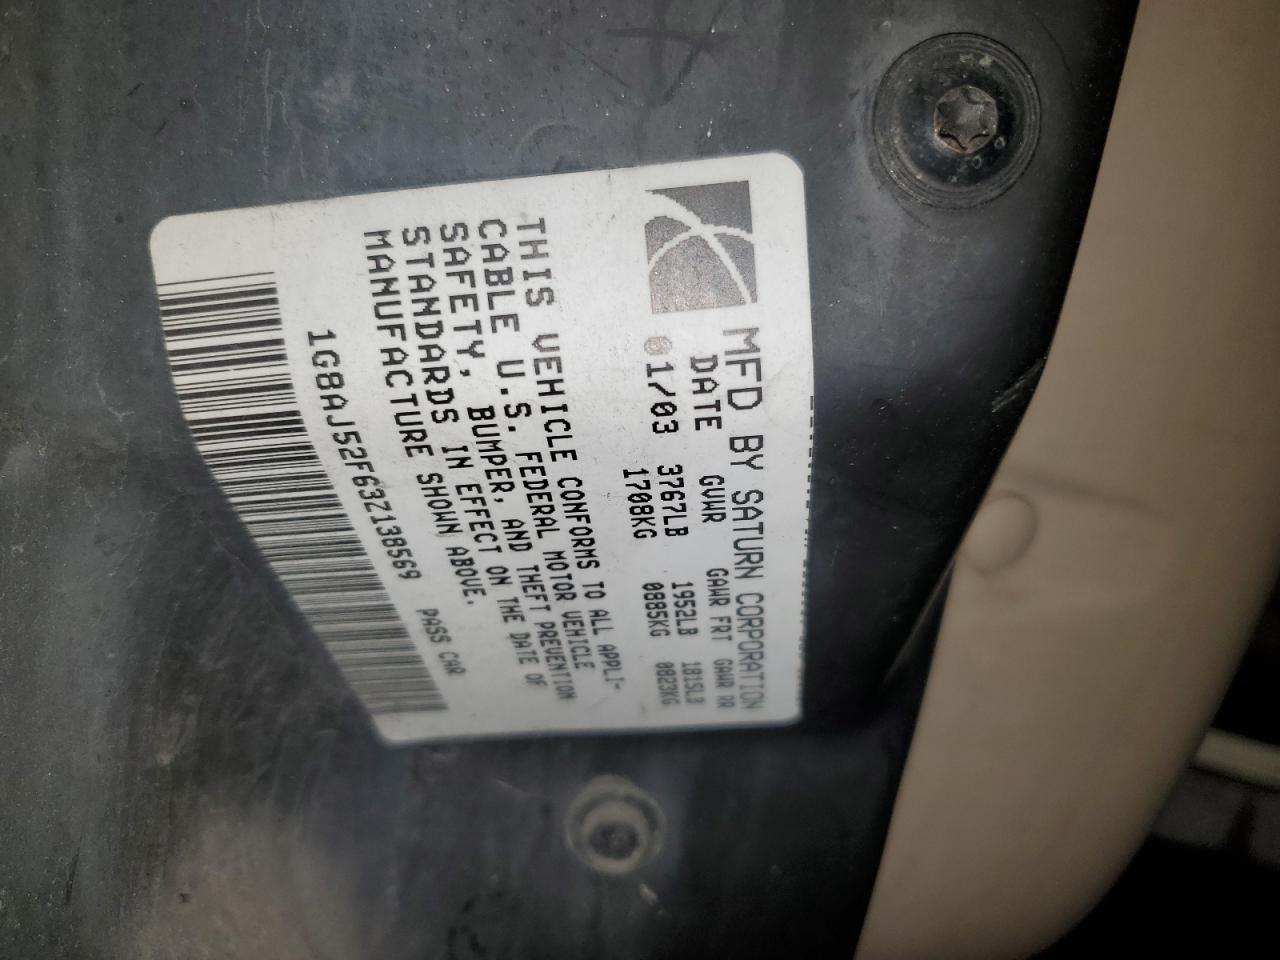 MFD BY SATURN CORPORATION
DATE GVWR GAWR FRT GAWR RR
01/03 3767LB 1952LB 1815LB
1708KG 0885KG 0823KG
THIS VEHICLE CONFORMS TO ALL APPLI-
CABLE U.S. FEDERAL MOTOR VEHICLE
SAFETY, BUMPER, AND THEFT PREVENTION
STANDARDS IN EFFECT ON THE DATE OF
MANUFACTURE SHOWN ABOVE.
1G8AJ52F63Z138569 PASS CAR